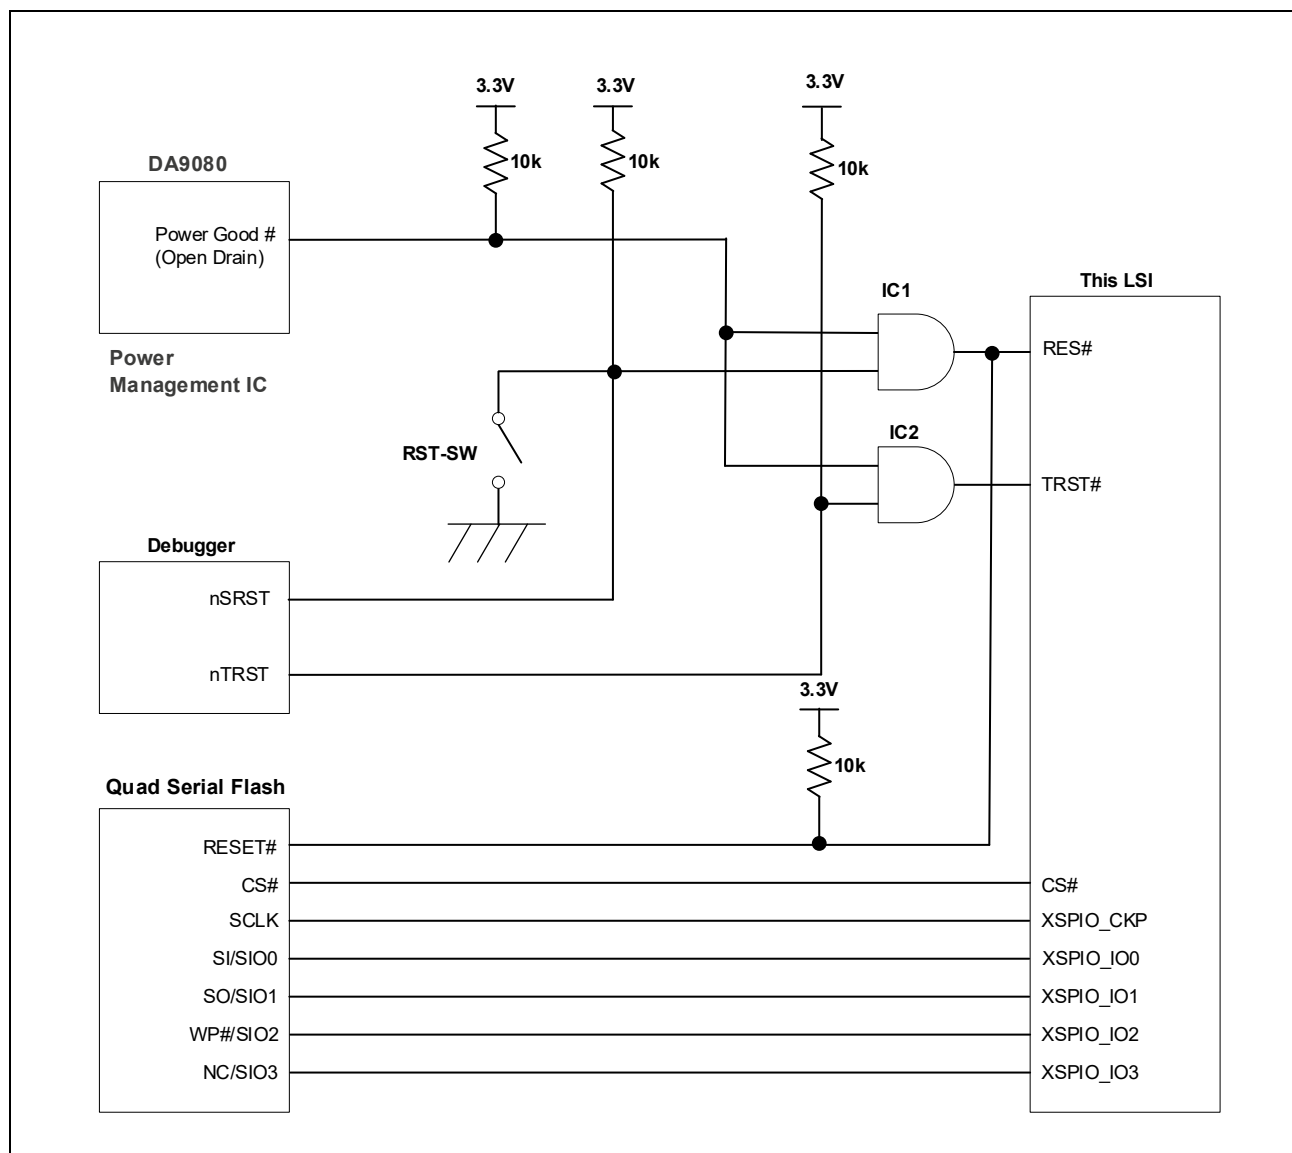 3.3V
3.3V
3.3V
10k
10k
10k
DA9080
Power Good #
(Open Drain)
Power
Management IC
IC1
This LSI
RES#
IC2
RST-SW
TRST#
Debugger
nSRST
nTRST
3.3V
10k
Quad Serial Flash
RESET#
CS#
CS#
SCLK
XSPIO_CKP
SI/SIO0
XSPIO_IO0
SO/SIO1
XSPIO_IO1
WP#/SIO2
XSPIO_IO2
NC/SIO3
XSPIO_IO3